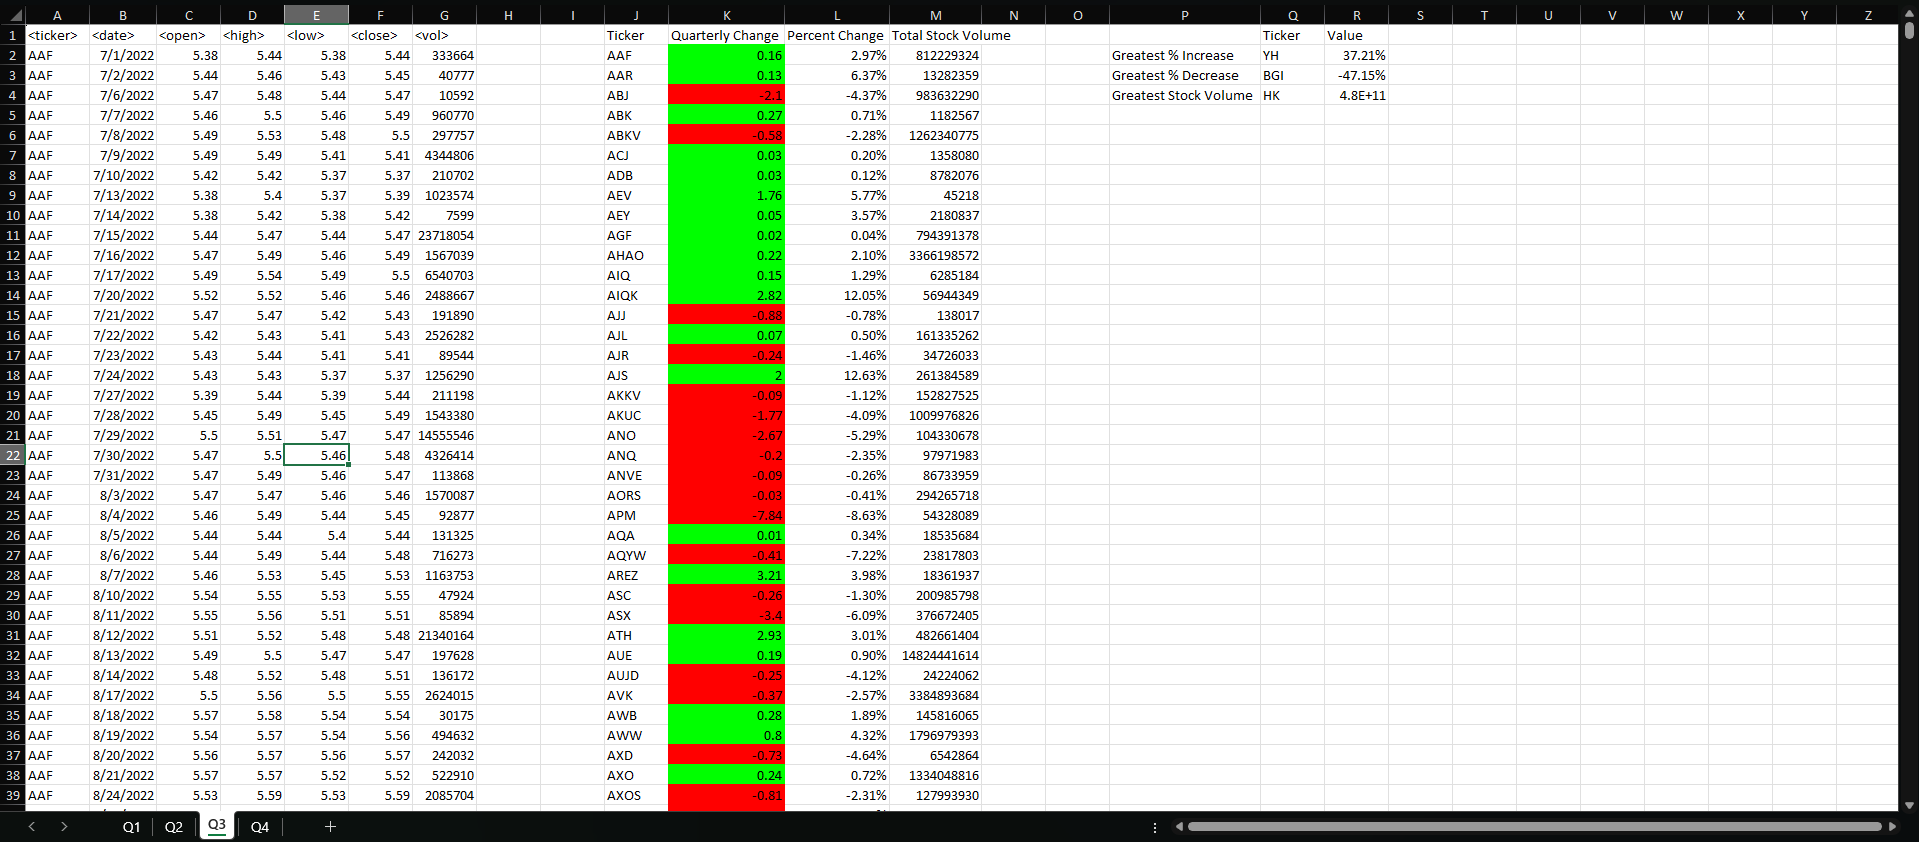 A B C D E F G H I J K L M N O P Q R S T U V W X Y Z
1 <ticker> <date> <open> <high> <low> <close> <vol> Ticker Quarterly Change Percent Change Total Stock Volume Ticker Value
2 AAF 7/1/2022 5.38 5.44 5.38 5.44 333664 AAF 0.16 2.97% 812229324 Greatest % Increase YH 37.21%
3 AAF 7/2/2022 5.44 5.46 5.43 5.45 40777 AAR 0.13 6.37% 13282359 Greatest % Decrease BGI -47.15%
4 AAF 7/6/2022 5.47 5.48 5.44 5.47 10592 ABJ -2.1 -4.37% 983632290 Greatest Stock Volume HK 4.8E+11
5 AAF 7/7/2022 5.46 5.5 5.46 5.49 960770 ABK 0.27 0.71% 1182567
6 AAF 7/8/2022 5.49 5.53 5.48 5.5 297757 ABKV -0.58 -2.28% 1262340775
7 AAF 7/9/2022 5.49 5.49 5.41 5.41 4344806 ACJ 0.03 0.20% 1358080
8 AAF 7/10/2022 5.42 5.42 5.37 5.37 210702 ADB 0.03 0.12% 8782076
9 AAF 7/13/2022 5.38 5.4 5.37 5.39 1023574 AEV 1.76 5.77% 45218
10 AAF 7/14/2022 5.38 5.42 5.38 5.42 7599 AEY 0.05 3.57% 2180837
11 AAF 7/15/2022 5.44 5.47 5.44 5.47 23718054 AGF 0.02 0.04% 794391378
12 AAF 7/16/2022 5.47 5.49 5.46 5.49 1567039 AHAO 0.22 2.10% 3366198572
13 AAF 7/17/2022 5.49 5.54 5.49 5.5 6540703 AIQ 0.15 1.29% 6285184
14 AAF 7/20/2022 5.52 5.52 5.46 5.46 2488667 AIQK 2.82 12.05% 56944349
15 AAF 7/21/2022 5.47 5.47 5.42 5.43 191890 AJJ -0.88 -0.78% 138017
16 AAF 7/22/2022 5.42 5.43 5.41 5.43 2526282 AJL 0.07 0.50% 161335262
17 AAF 7/23/2022 5.43 5.44 5.41 5.41 89544 AJR -0.24 -1.46% 34726033
18 AAF 7/24/2022 5.43 5.43 5.37 5.37 1256290 AJS 2 12.63% 261384589
19 AAF 7/27/2022 5.39 5.44 5.39 5.44 211198 AKKV -0.09 -1.12% 152827525
20 AAF 7/28/2022 5.45 5.49 5.45 5.49 1543380 AKUC -1.77 -4.09% 1009976826
21 AAF 7/29/2022 5.5 5.51 5.47 5.47 14555546 ANO -2.67 -5.29% 104330678
22 AAF 7/30/2022 5.47 5.5 5.46 5.48 4326414 ANQ -0.2 -2.35% 97971983
23 AAF 7/31/2022 5.47 5.49 5.46 5.47 113868 ANVE -0.09 -0.26% 86733959
24 AAF 8/3/2022 5.47 5.47 5.46 5.46 1570087 AORS -0.03 -0.41% 294265718
25 AAF 8/4/2022 5.46 5.49 5.44 5.45 92877 APM -7.84 -8.63% 54328089
26 AAF 8/5/2022 5.44 5.44 5.4 5.44 131325 AQA 0.01 0.34% 18535684
27 AAF 8/6/2022 5.44 5.49 5.44 5.48 716273 AQYW -0.41 -7.22% 23817803
28 AAF 8/7/2022 5.46 5.53 5.45 5.53 1163753 AREZ 3.21 3.98% 18361937
29 AAF 8/10/2022 5.54 5.55 5.53 5.55 47924 ASC -0.26 -1.30% 200985798
30 AAF 8/11/2022 5.55 5.56 5.51 5.51 85894 ASX -3.4 -6.09% 376672405
31 AAF 8/12/2022 5.51 5.52 5.48 5.48 21340164 ATH 2.93 3.01% 482661404
32 AAF 8/13/2022 5.49 5.5 5.47 5.47 197628 AUE 0.19 0.90% 14824441614
33 AAF 8/14/2022 5.48 5.52 5.48 5.51 136172 AUJD -0.25 -4.12% 24224062
34 AAF 8/17/2022 5.5 5.56 5.5 5.55 2624015 AVK -0.37 -2.57% 3384893684
35 AAF 8/18/2022 5.57 5.58 5.54 5.54 30175 AWB 0.28 1.89% 145816065
36 AAF 8/19/2022 5.54 5.57 5.54 5.56 494632 AWW 0.8 4.32% 1796979393
37 AAF 8/20/2022 5.56 5.57 5.56 5.57 242032 AXD -0.73 -4.64% 6542864
38 AAF 8/21/2022 5.57 5.57 5.52 5.52 522910 AXO 0.24 0.72% 1334048816
39 AAF 8/24/2022 5.53 5.59 5.53 5.59 2085704 AXOS -0.81 -2.31% 127993930
Q1 Q2 Q3 Q4 +